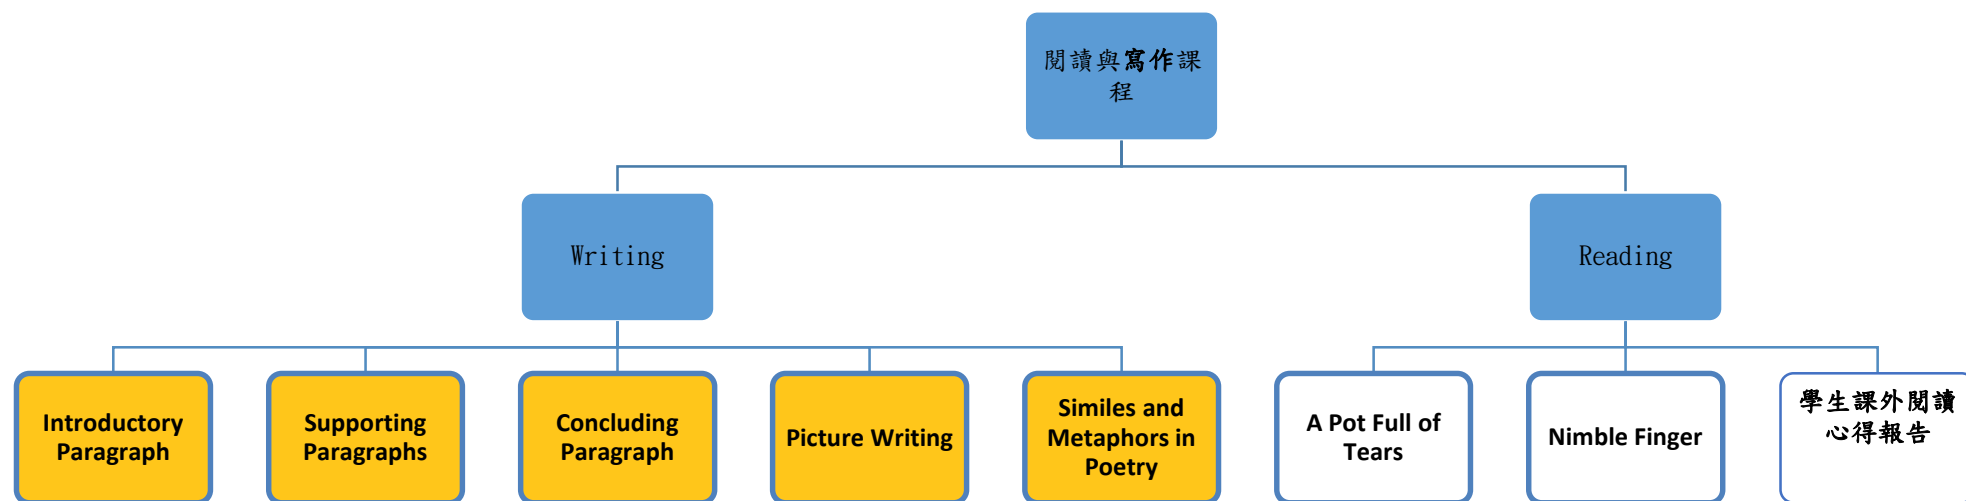 閱讀與寫作課
程
Writing
Reading
Introductory
Paragraph
Supporting
Paragraphs
Concluding
Paragraph
Picture Writing
Similes and
Metaphors in
Poetry
A Pot Full of
Tears
Nimble Finger
學生課外閱讀
心得報告